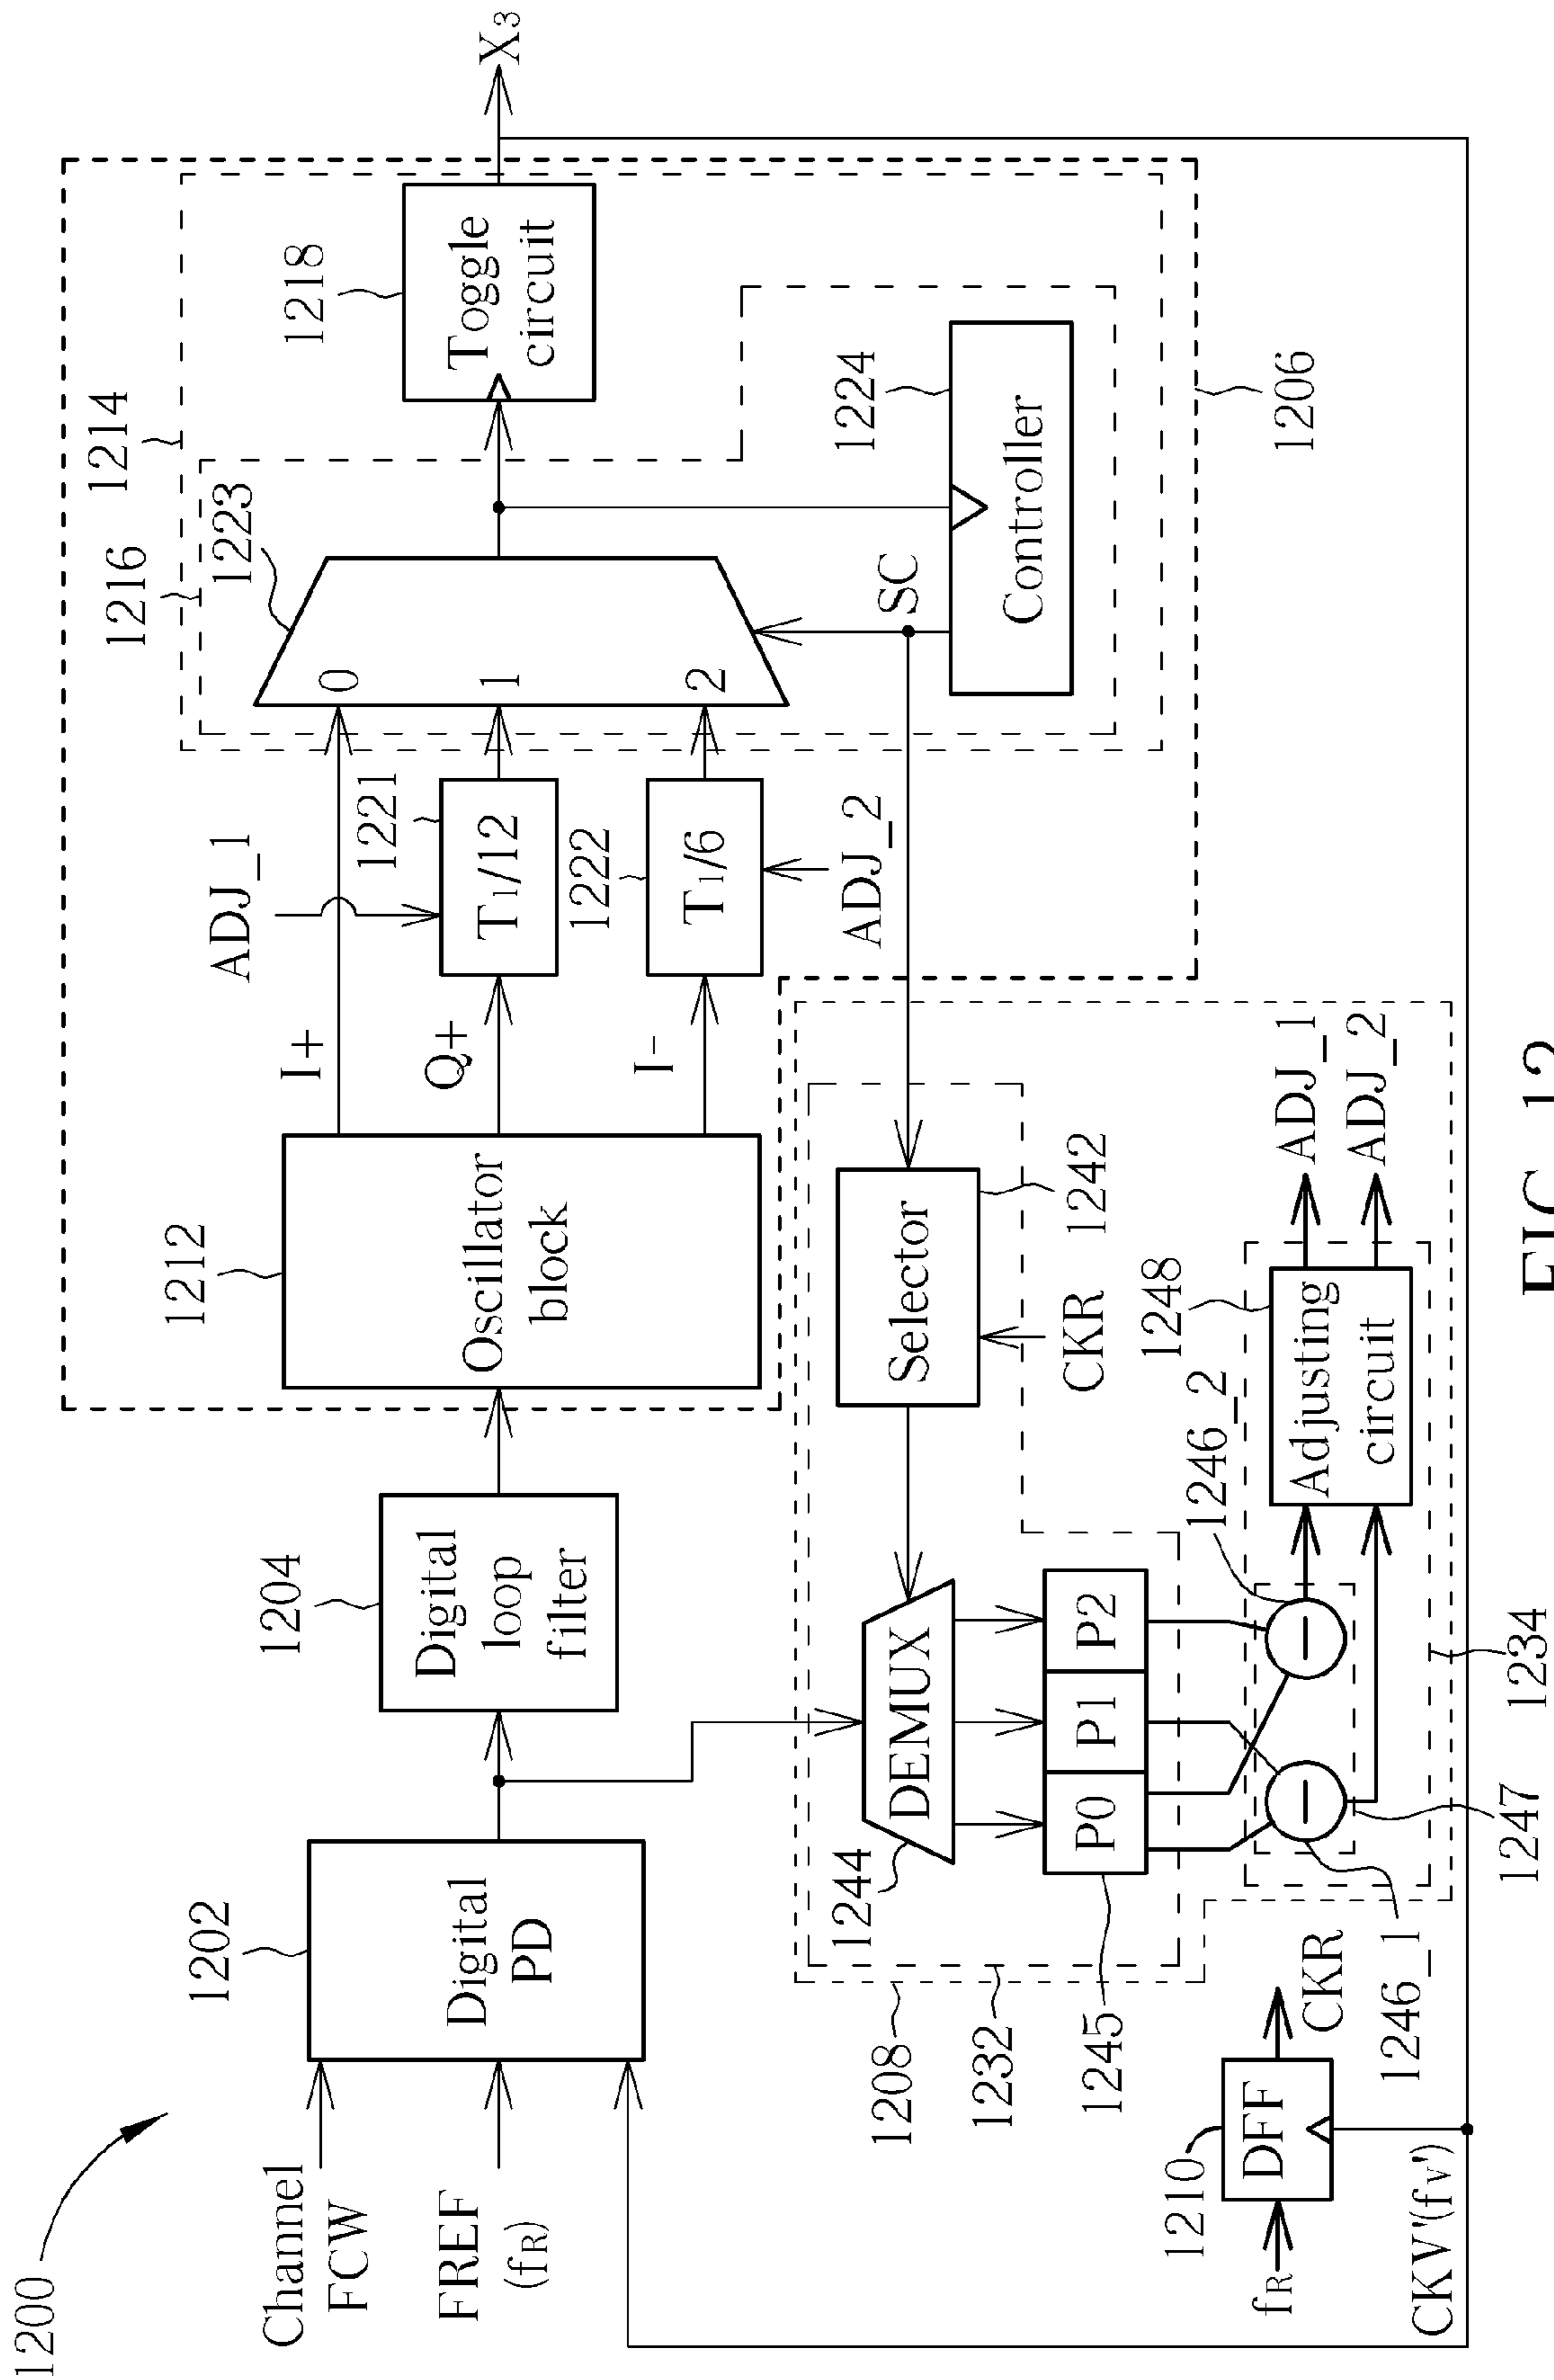 1200
Channel
FCW
FREF
(fR)
1202
Digital
PD
1204
Digital
loop
filter
1212
Oscillator
block
I+
Q+
I-
ADJ_1
1221
T1/12
1222
T1/6
ADJ_2
1216
1214
1223
0
1
2
SC
1224
Controller
1218
Toggle
circuit
X3
1206
1208
1232
1244
DEMUX
1245
P0
P1
P2
Selector
1242
CKR
1246_2
1248
Adjusting
circuit
ADJ_1
ADJ_2
1234
1247
1246_1
1210
fR
DFF
CKR
CKV'(fV')
FIG. 12